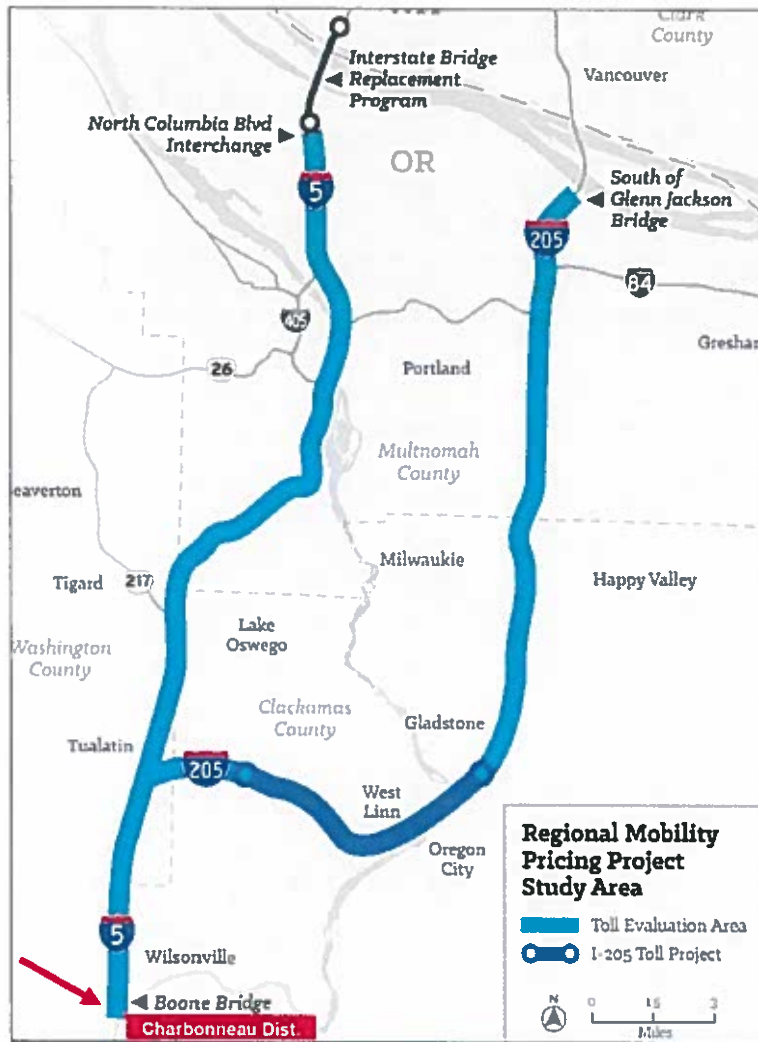 Clark
County
Interstate Bridge
Replacement
Program
Vancouver
North Columbia Blvd
Interchange
OR
5
South of
Glenn Jackson
Bridge
205
84
405
26
Portland
Gresham
Multnomah
County
eaverton
Milwaukie
Tigard
217
Happy Valley
Lake
Oswego
Washington
County
Clackamas
County
Gladstone
Tualatin
205
West
Linn
Oregon
City
Regional Mobility
Pricing Project
Study Area
Toll Evaluation Area
I-205 Toll Project
5
Wilsonville
Boone Bridge
Charbonneau Dist.
N
0 1.5 3
Miles